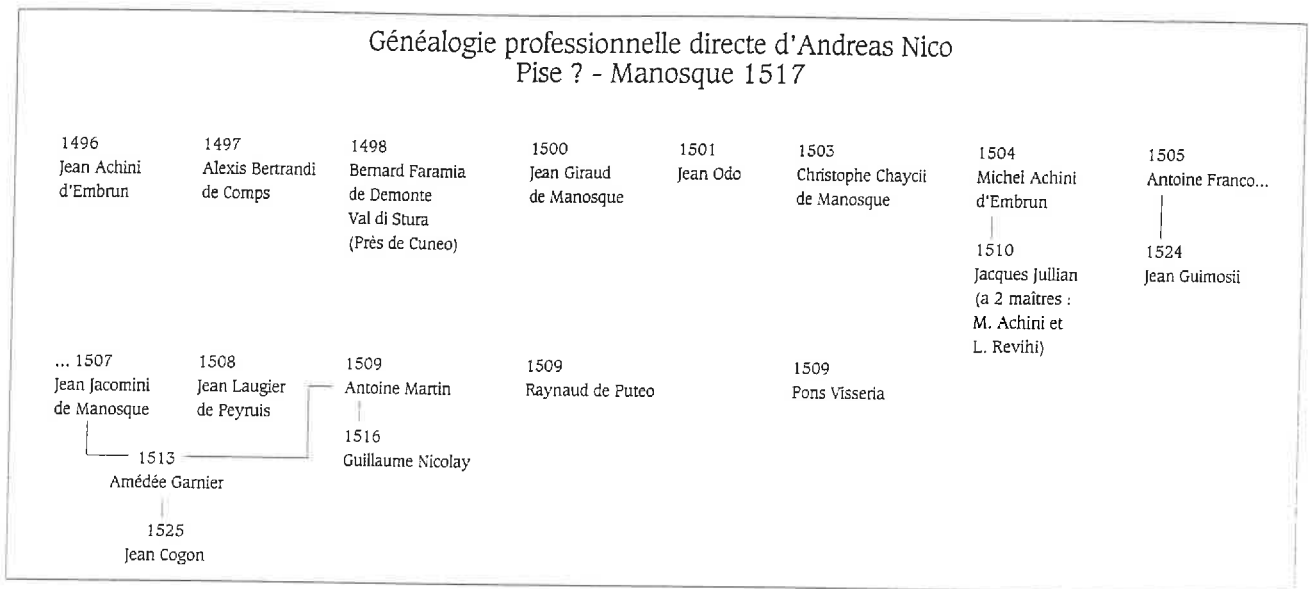 Généalogie professionnelle directe d'Andreas Nico
Pise ? - Manosque 1517
1496
Jean Achini
d'Embrun
1497
Alexis Bertrandi
de Comps
1498
Bernard Faramia
de Demonte
Val di Stura
(Près de Cuneo)
1500
Jean Giraud
de Manosque
1501
Jean Odo
1503
Christophe Chaycii
de Manosque
1504
Michel Achini
d'Embrun
1510
Jacques Jullian
(a 2 maîtres :
M. Achini et
L. Revihi)
1505
Antoine Franco...
1524
Jean Guimosii
... 1507
Jean Jacomini
de Manosque
1508
Jean Laugier
de Peyruis
1509
Antoine Martin
1516
Guillaume Nicolay
1509
Raynaud de Puteo
1509
Pons Visseria
1513
Amédée Garnier
1525
Jean Cogon